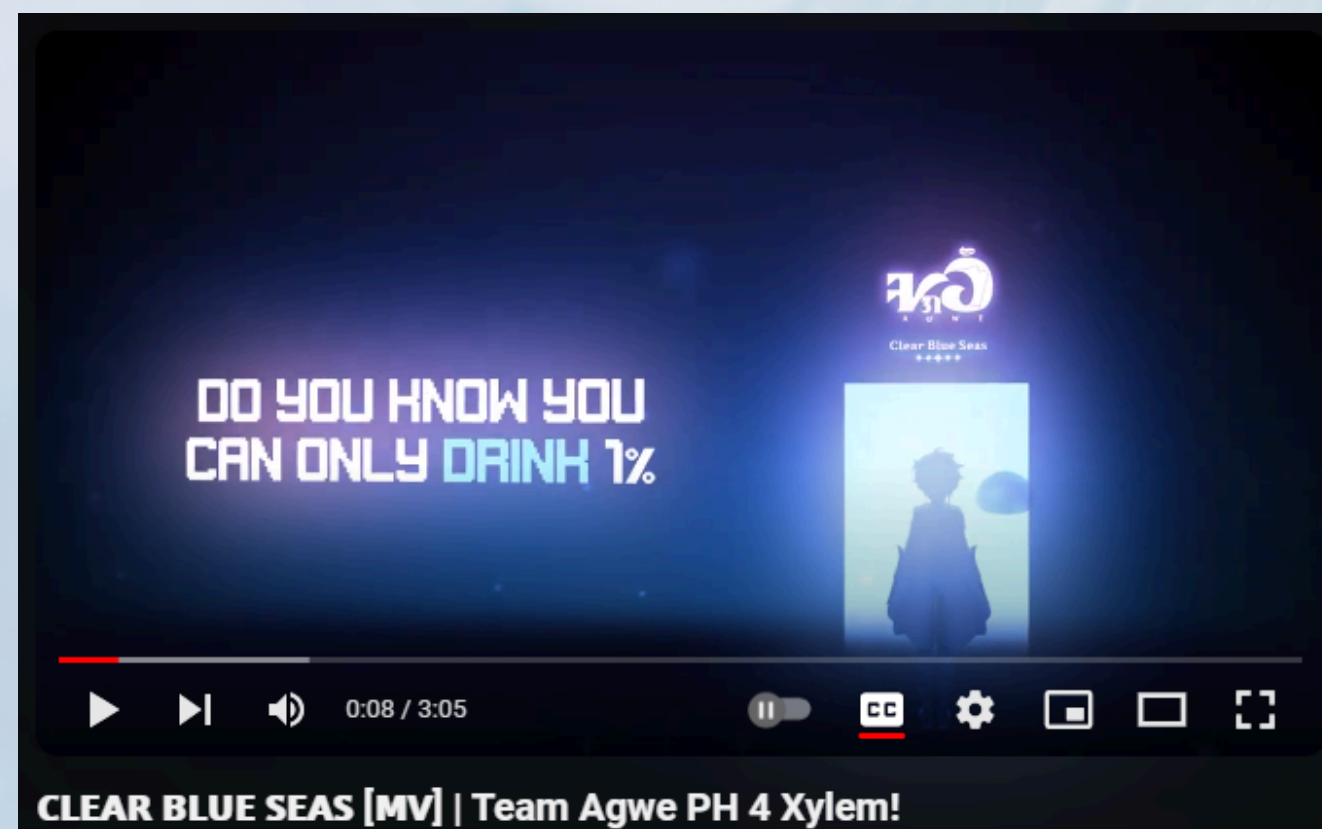 Clear Blue Seas
DO YOU KNOW YOU
CAN ONLY DRINK 1%
0:08 / 3:05
CC
CLEAR BLUE SEAS [MV] | Team Agwe PH 4 Xylem!